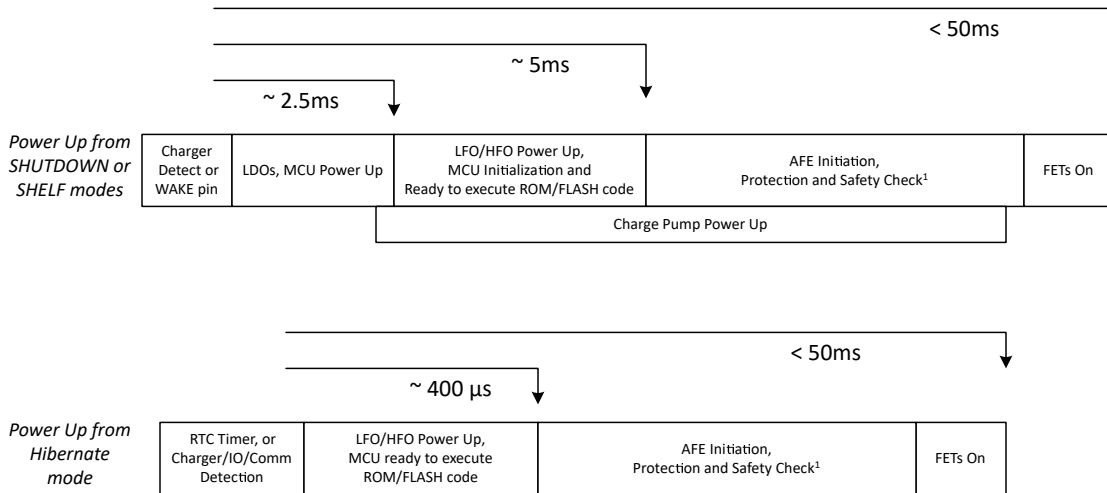 < 50ms
~ 5ms
~ 2.5ms
Power Up from
SHUTDOWN or
SHELF modes
Charger
Detect or
WAKE pin
LDOs, MCU Power Up
LFO/HFO Power Up,
MCU Initialization and
Ready to execute ROM/FLASH code
AFE Initiation,
Protection and Safety Check¹
FETs On
Charge Pump Power Up
< 50ms
~ 400 µs
Power Up from
Hibernate
mode
RTC Timer, or
Charger/IO/Comm
Detection
LFO/HFO Power Up,
MCU ready to execute
ROM/FLASH code
AFE Initiation,
Protection and Safety Check¹
FETs On